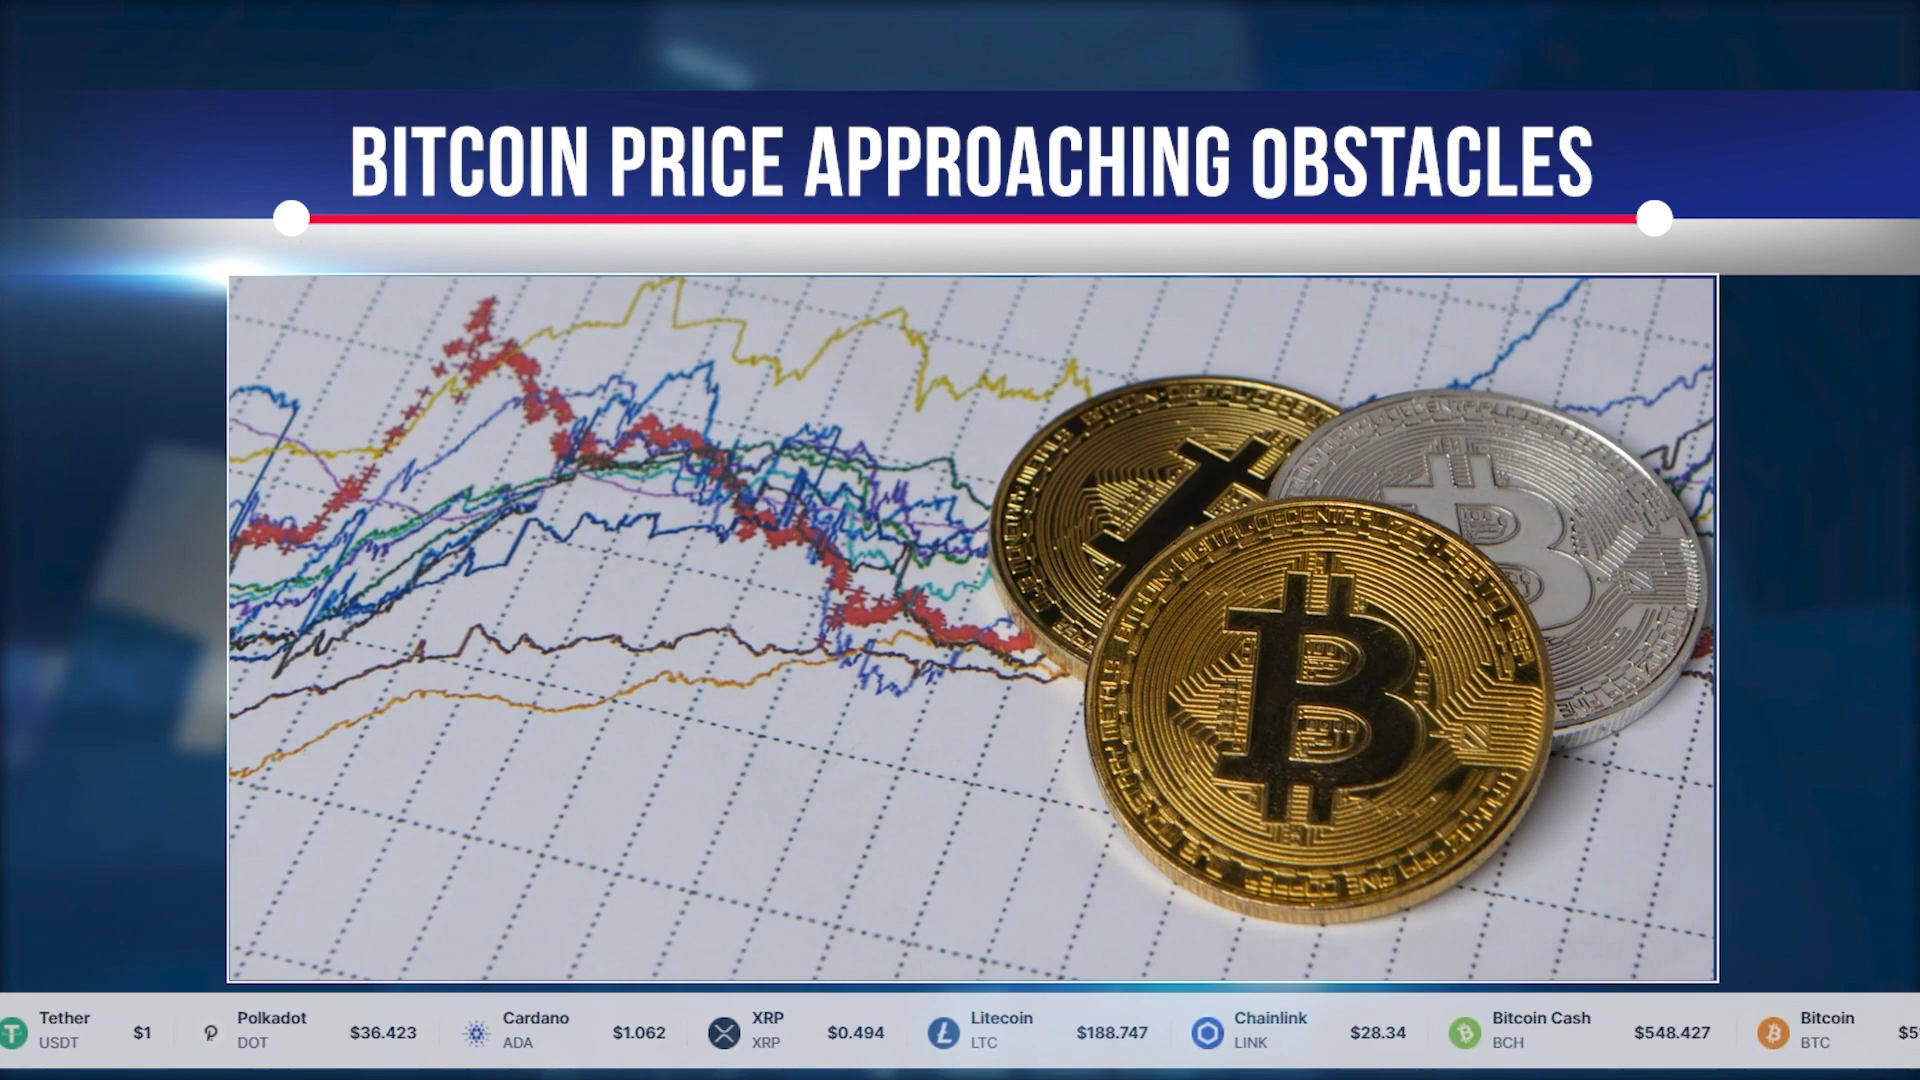 BITCOIN PRICE APPROACHING OBSTACLES
Tether $1 Polkadot $36.423 Cardano $1.062 XRP $0.494 Litecoin $188.747 Chainlink $28.34 Bitcoin Cash $548.427 Bitcoin
USDT DOT ADA XRP LTC LINK BCH BTC